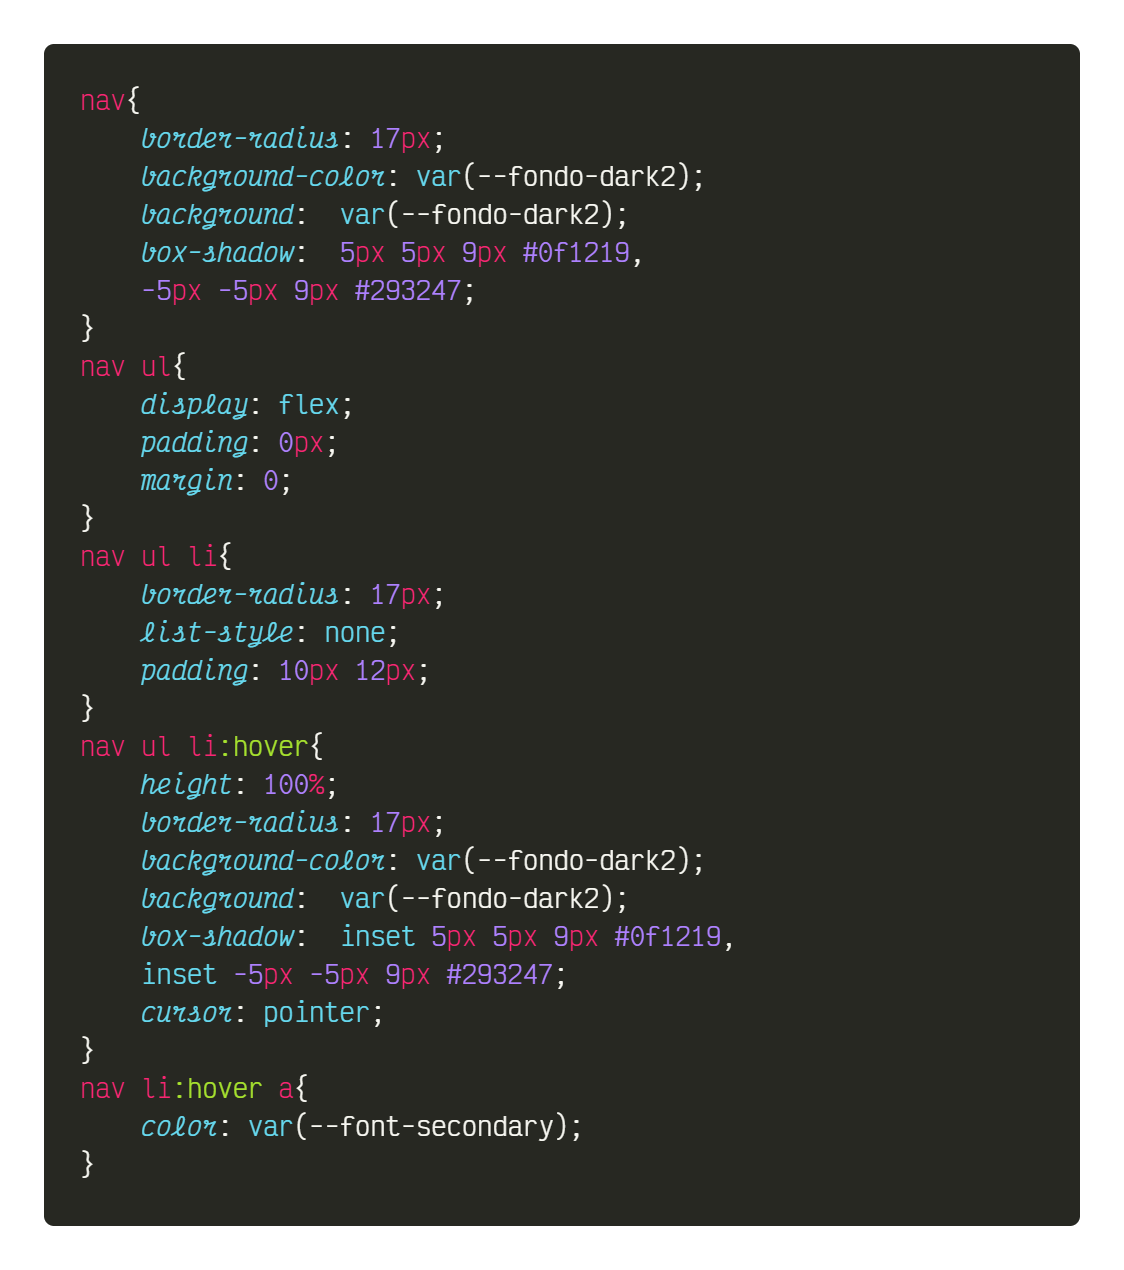 nav{
    border-radius: 17px;
    background-color: var(--fondo-dark2);
    background:  var(--fondo-dark2);
    box-shadow:  5px 5px 9px #0f1219,
    -5px -5px 9px #293247;
}
nav ul{
    display: flex;
    padding: 0px;
    margin: 0;
}
nav ul li{
    border-radius: 17px;
    list-style: none;
    padding: 10px 12px;
}
nav ul li:hover{
    height: 100%;
    border-radius: 17px;
    background-color: var(--fondo-dark2);
    background:  var(--fondo-dark2);
    box-shadow:  inset 5px 5px 9px #0f1219,
    inset -5px -5px 9px #293247;
    cursor: pointer;
}
nav li:hover a{
    color: var(--font-secondary);
}